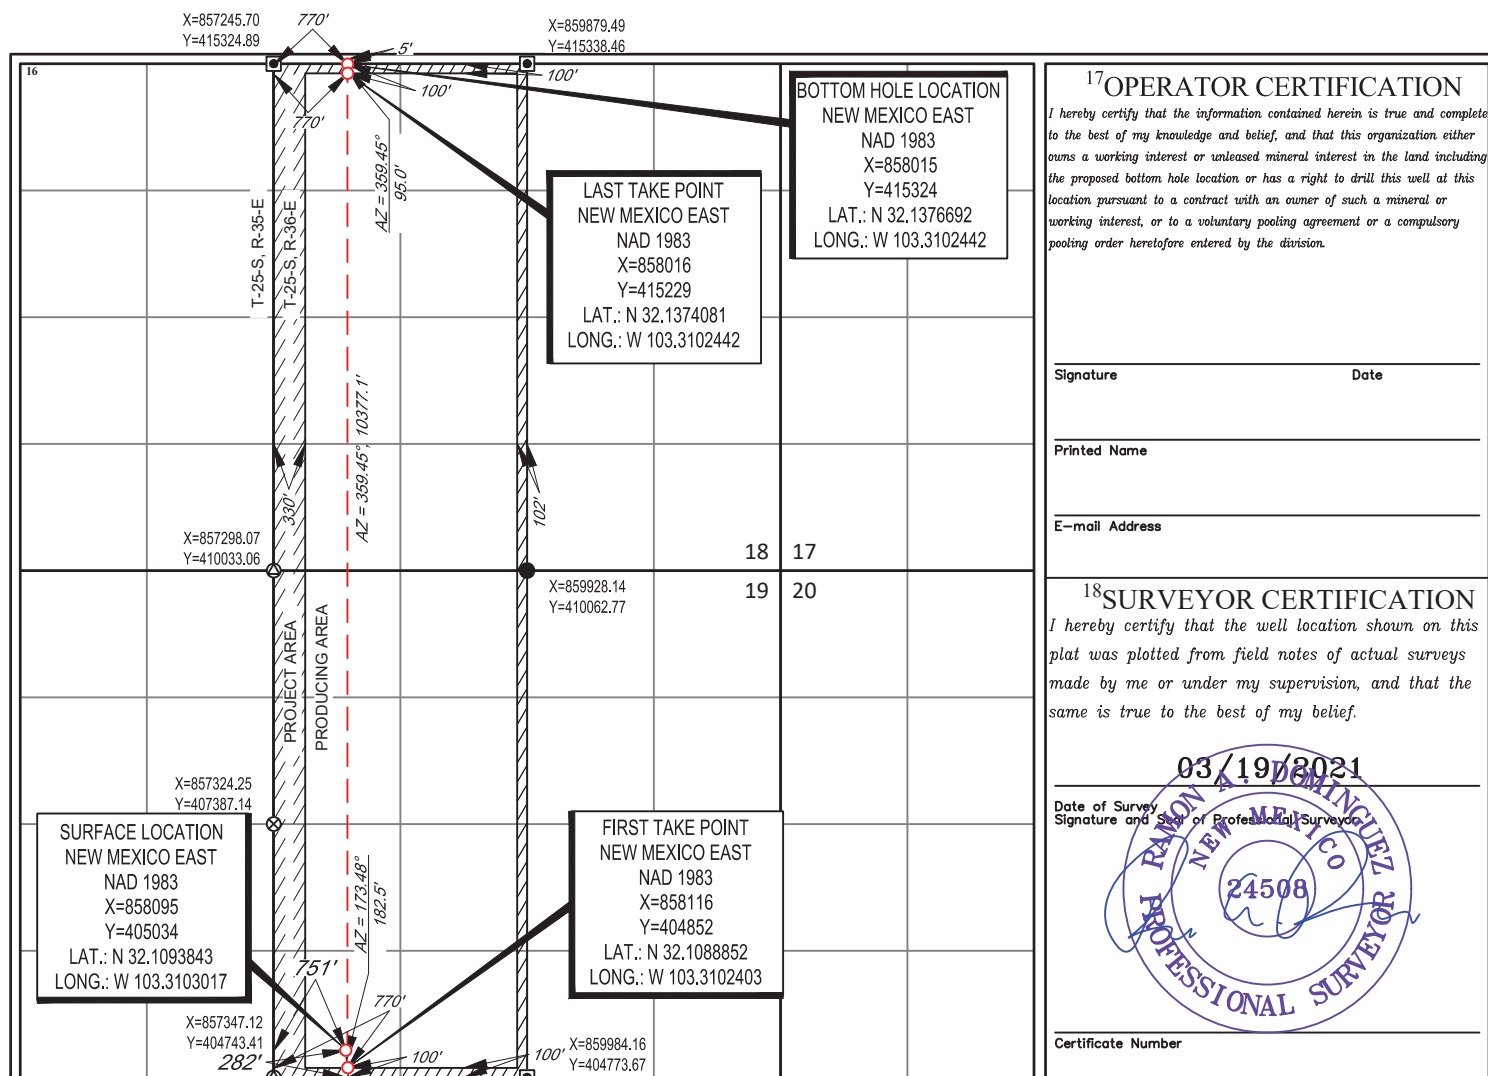 X=857245.70
Y=415324.89
770'
5'
X=859879.49
Y=415338.46
16
100'
100'
770'
AZ = 359.45°
95.0'
BOTTOM HOLE LOCATION
NEW MEXICO EAST
NAD 1983
X=858015
Y=415324
LAT.: N 32.1376692
LONG.: W 103.3102442
LAST TAKE POINT
NEW MEXICO EAST
NAD 1983
X=858016
Y=415229
LAT.: N 32.1374081
LONG.: W 103.3102442
T-25-S, R-35-E
T-25-S, R-36-E
AZ = 359.45°, 10377.1'
330'
102'
X=857298.07
Y=410033.06
18 17
19 20
X=859928.14
Y=410062.77
PROJECT AREA
PRODUCING AREA
X=857324.25
Y=407387.14
SURFACE LOCATION
NEW MEXICO EAST
NAD 1983
X=858095
Y=405034
LAT.: N 32.1093843
LONG.: W 103.3103017
AZ = 173.48°
182.5'
FIRST TAKE POINT
NEW MEXICO EAST
NAD 1983
X=858116
Y=404852
LAT.: N 32.1088852
LONG.: W 103.3102403
751'
770'
X=857347.12
Y=404743.41
282'
100'
100'
X=859984.16
Y=404773.67
17OPERATOR CERTIFICATION
I hereby certify that the information contained herein is true and complete
to the best of my knowledge and belief, and that this organization either
owns a working interest or unleased mineral interest in the land including
the proposed bottom hole location or has a right to drill this well at this
location pursuant to a contract with an owner of such a mineral or
working interest, or to a voluntary pooling agreement or a compulsory
pooling order heretofore entered by the division.
Signature Date
Printed Name
E-mail Address
18SURVEYOR CERTIFICATION
I hereby certify that the well location shown on this
plat was plotted from field notes of actual surveys
made by me or under my supervision, and that the
same is true to the best of my belief.
03/19/2021
Date of Survey
Signature and Seal of Professional Surveyor
RAMON A. DOMINGUEZ
NEW MEXICO
24508
PROFESSIONAL SURVEYOR
Certificate Number